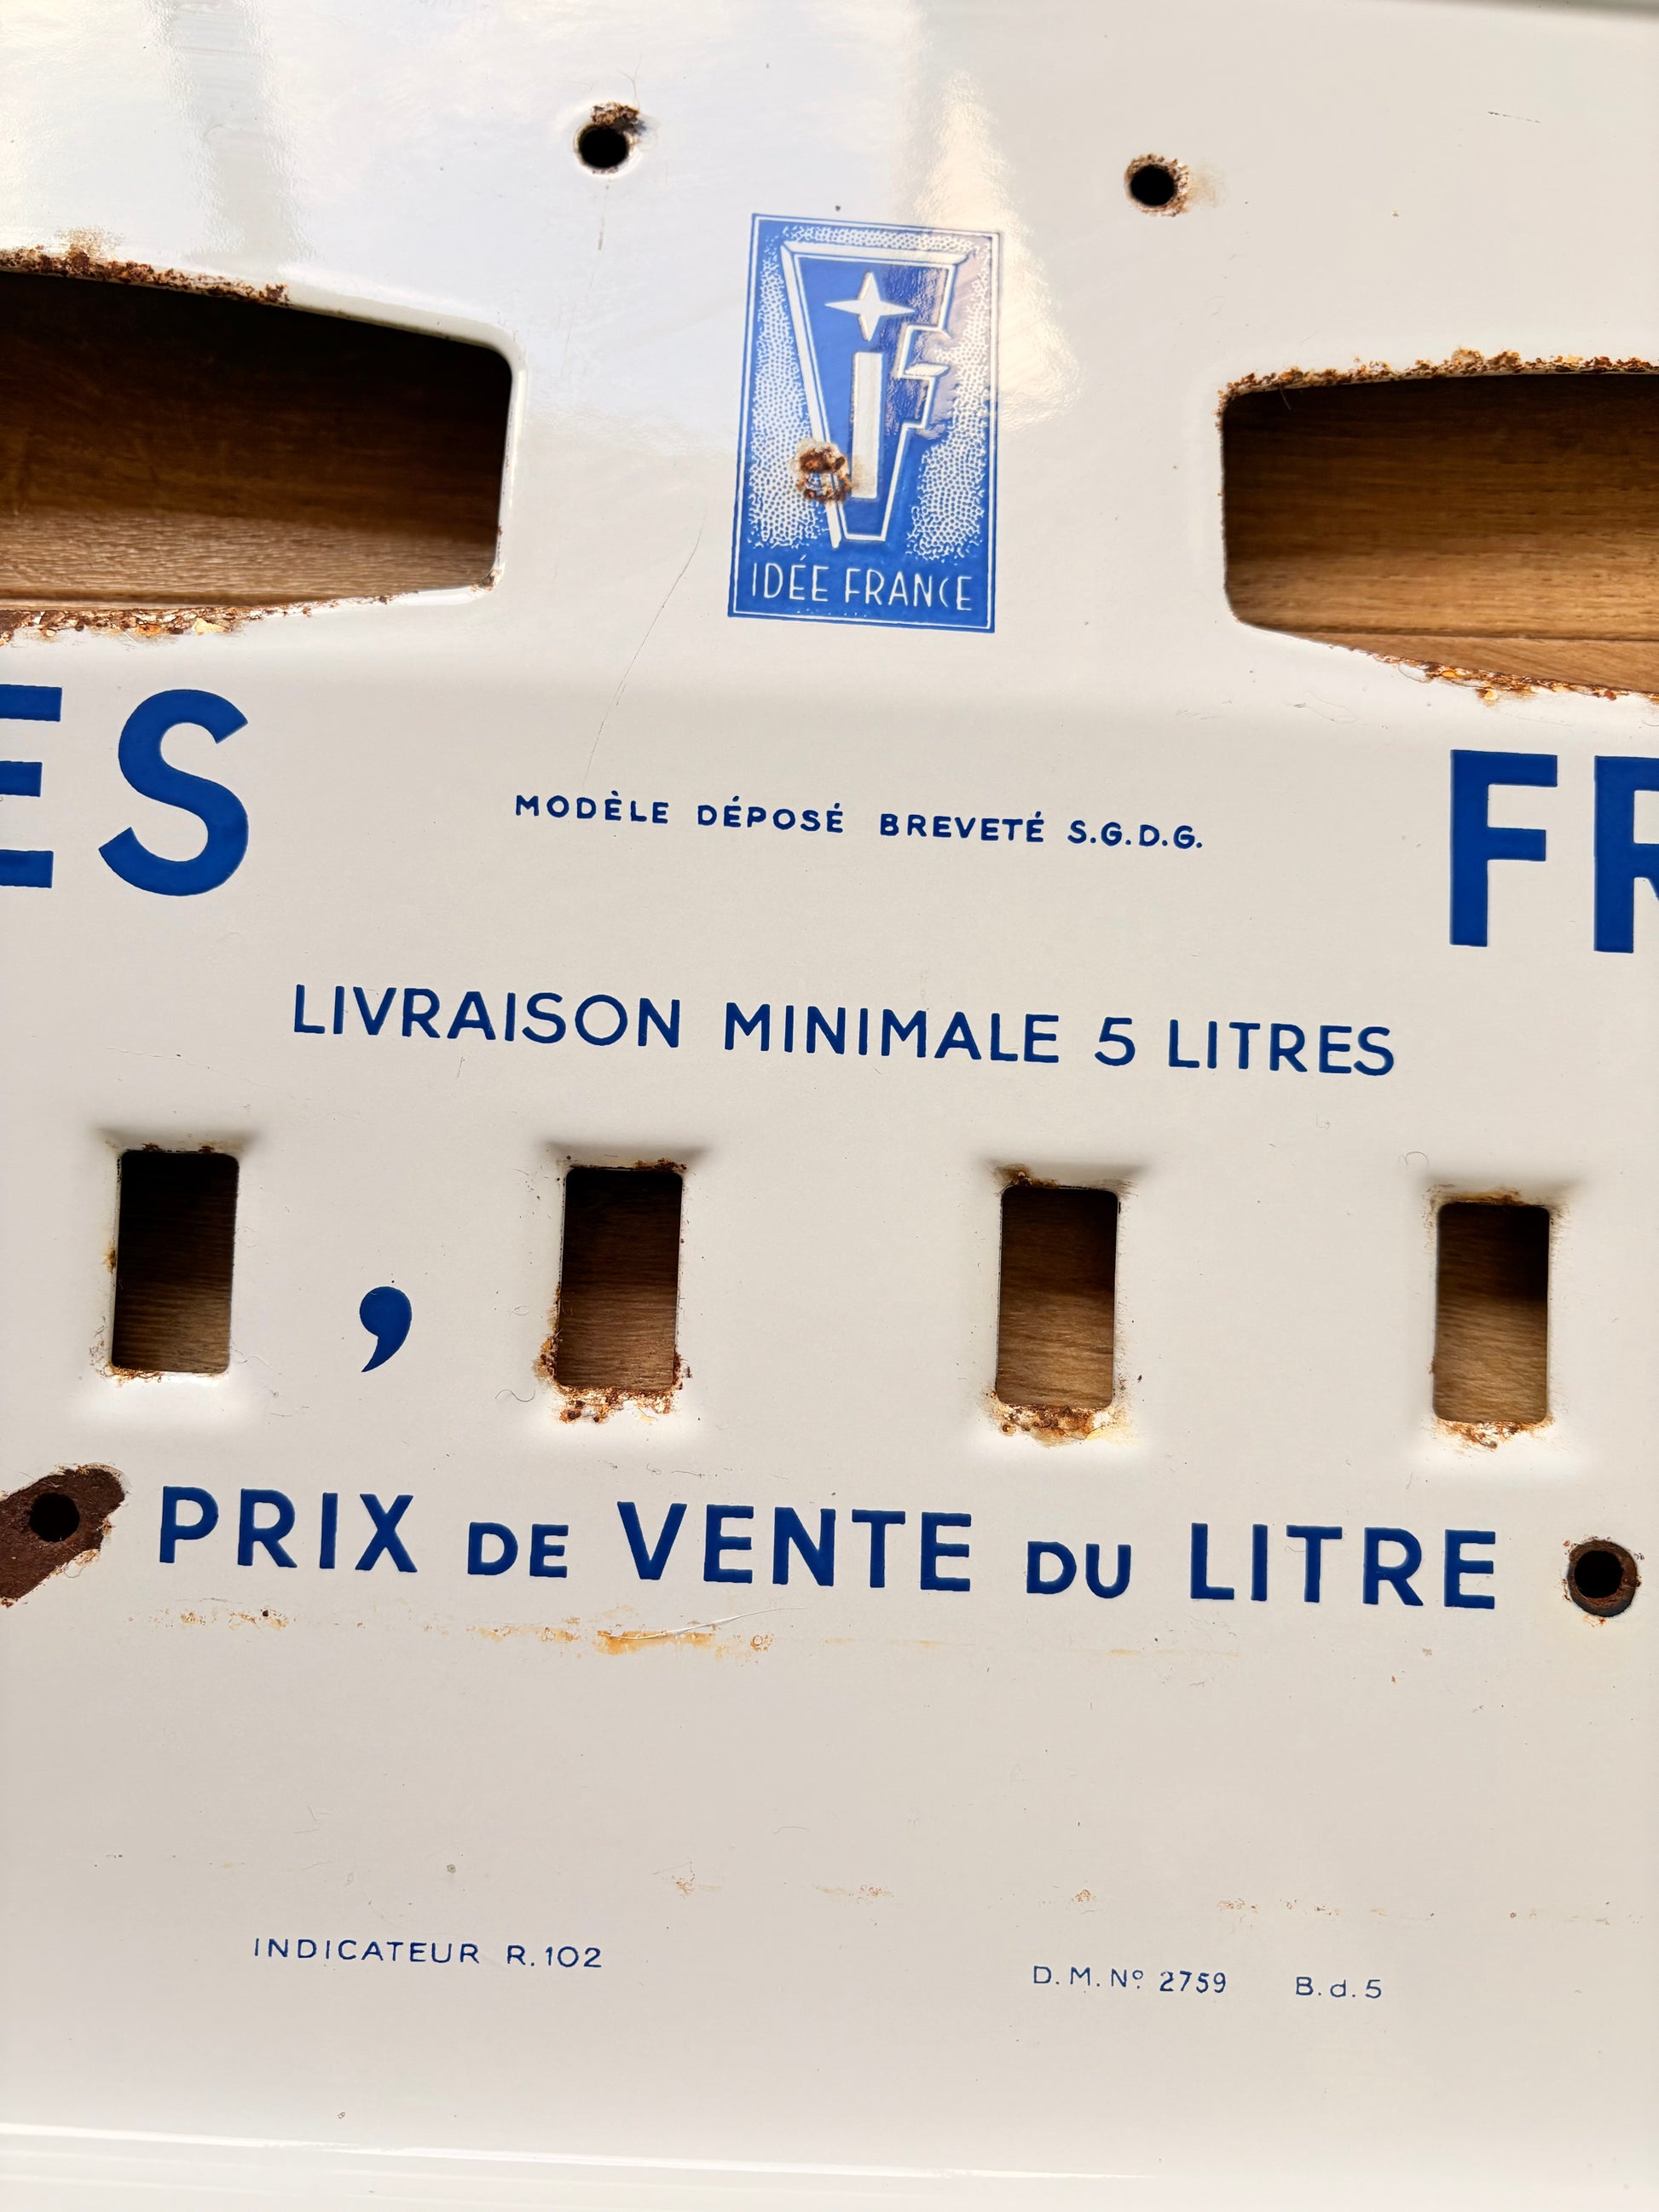 IDÉE FRANCE
ES
FR
MODÈLE DÉPOSÉ BREVETÉ S.G.D.G.
LIVRAISON MINIMALE 5 LITRES
,
PRIX DE VENTE DU LITRE
INDICATEUR R.102
D.M.Nº 2759 B.d.5